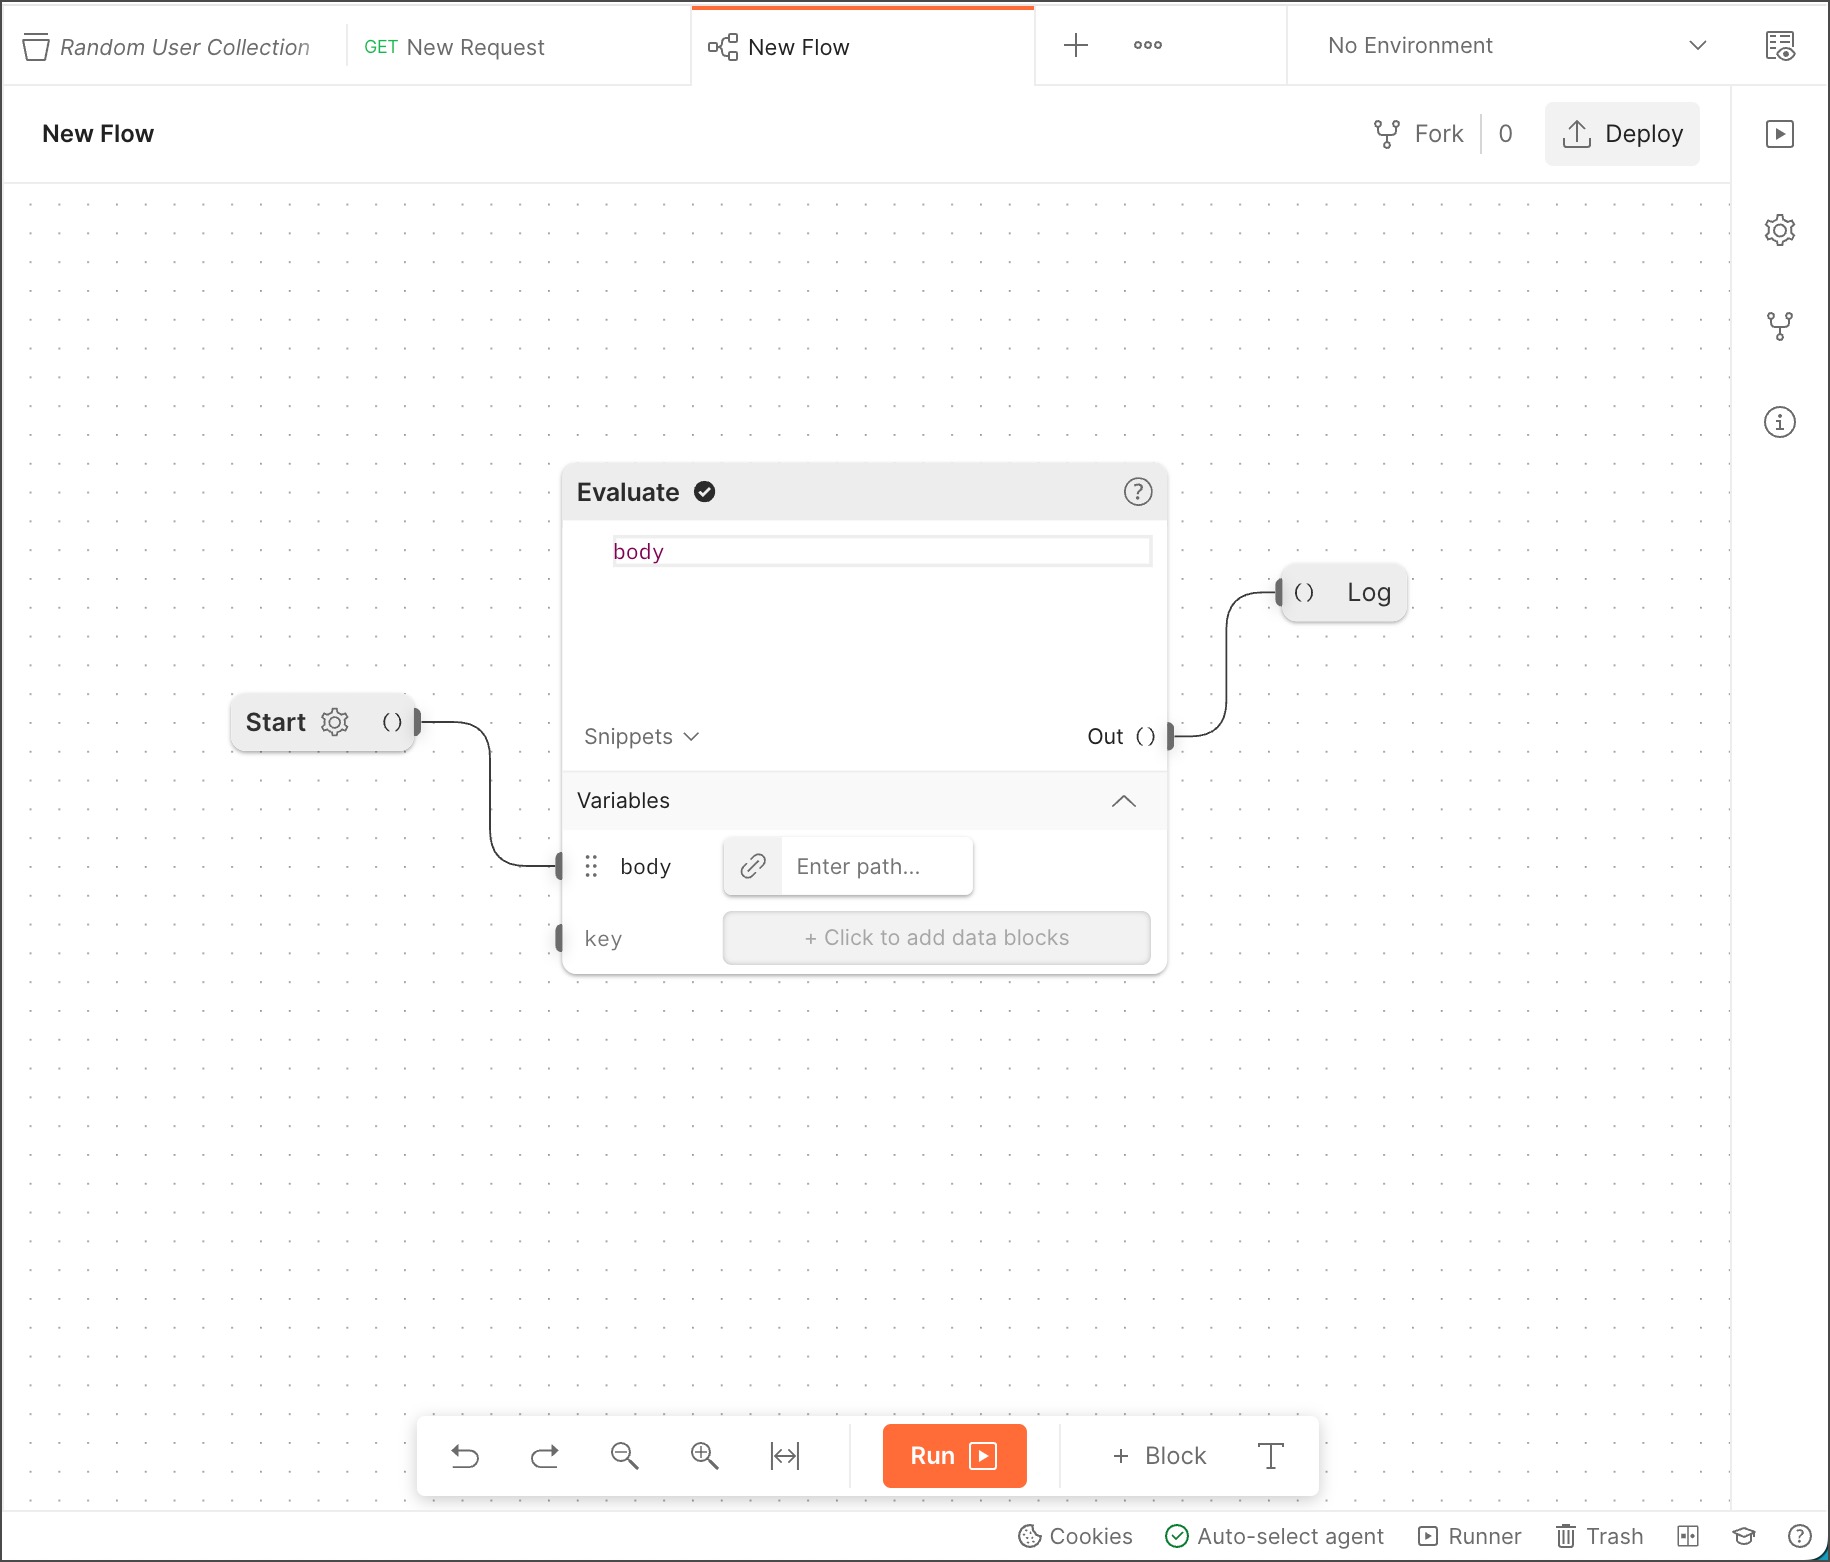 Random User Collection
GET New Request
New Flow
No Environment
New Flow
Fork 0
Deploy
Evaluate
body
() Log
Start ()
Snippets
Out ()
Variables
body Enter path...
key + Click to add data blocks
Run
+ Block
Cookies
Auto-select agent
Runner
Trash